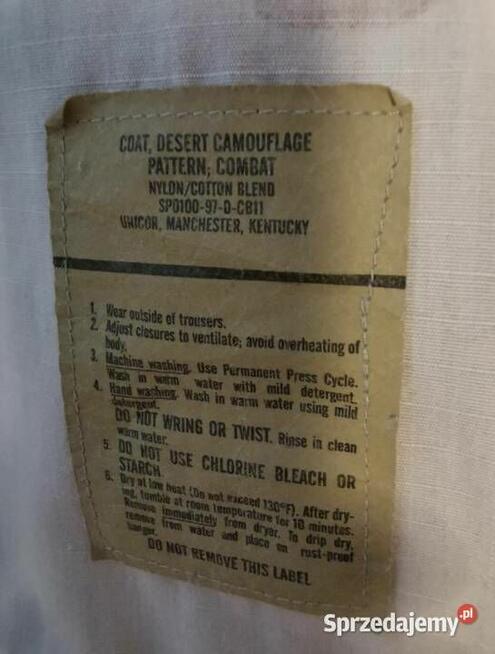 COAT, DESERT CAMOUFLAGE
PATTERN; COMBAT
NYLON/COTTON BLEND
SPO100-97-D-CB11
UNICOR, MANCHESTER, KENTUCKY
1. Wear outside of trousers.
2. Adjust closures to ventilate; avoid overheating of
body.
3. Machine washing. Use Permanent Press Cycle.
Wash in warm water with mild detergent.
4. Hand washing. Wash in warm water using mild
detergent.
DO NOT WRING OR TWIST. Rinse in clean
warm water.
5. DO NOT USE CHLORINE BLEACH OR
STARCH.
6. Dry at low heat (Do not exceed 130°F). After dry-
ing, tumble at room temperature for 10 minutes.
Remove immediately from dryer. To drip dry,
remove from water and place on rust-proof
hanger.
DO NOT REMOVE THIS LABEL
Sprzedajemy.pl